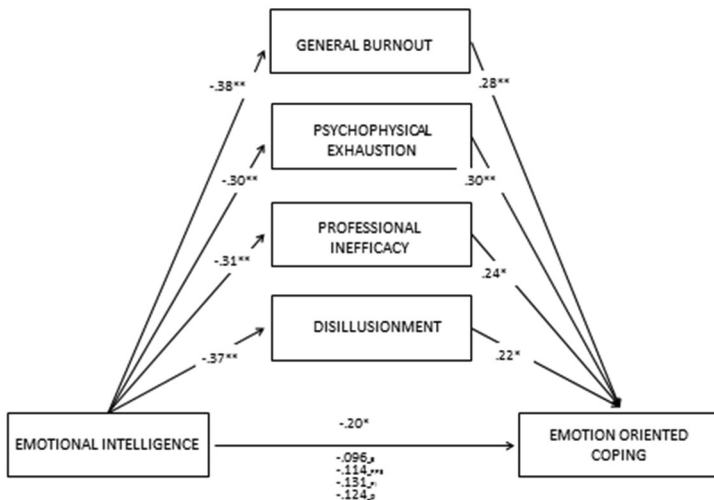 GENERAL BURNOUT
-.38**
.28**
PSYCHOPHYSICAL
EXHAUSTION
-.30**
.30**
PROFESSIONAL
INEFFICACY
-.31**
.24*
DISILLUSIONMENT
-.37**
.22*
EMOTIONAL INTELLIGENCE
-.20*
EMOTION ORIENTED
COPING
-.096
-.114
-.131
-.124